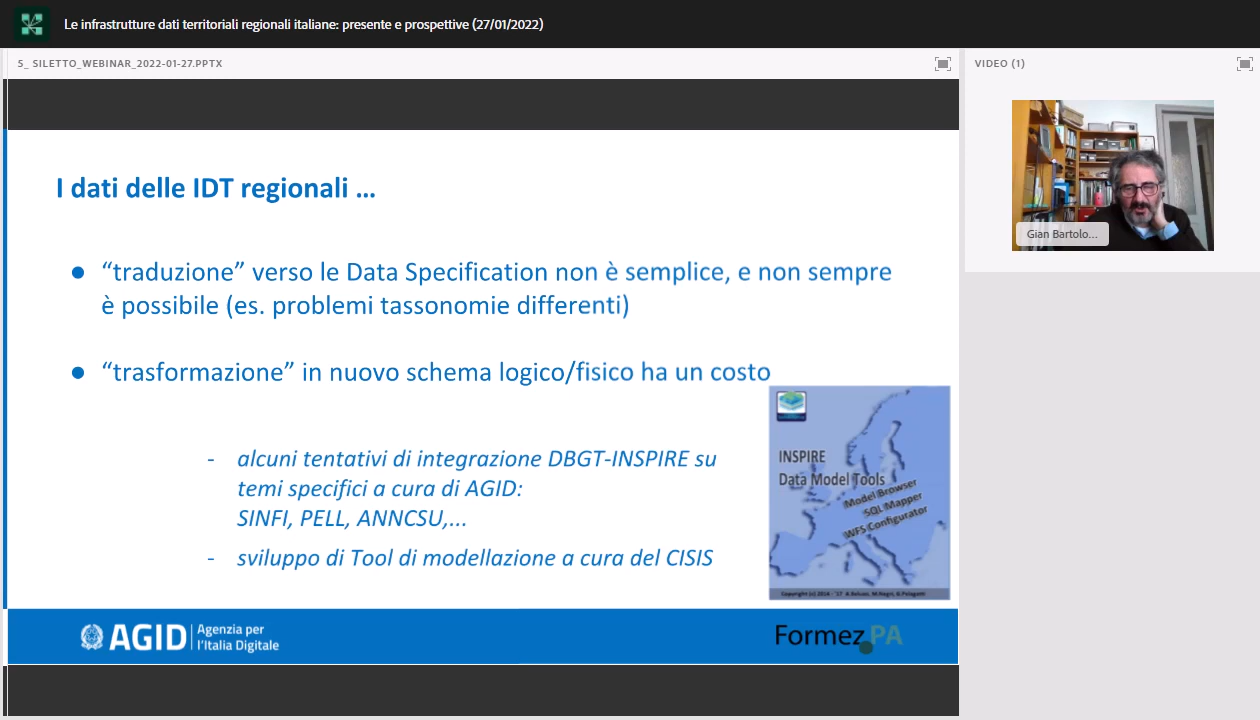 Le infrastrutture dati territoriali regionali italiane: presente e prospettive (27/01/2022)
5_ SILETTO_WEBINAR_2022-01-27.PPTX
VIDEO (1)
Gian Bartolo...
I dati delle IDT regionali ...
● “traduzione” verso le Data Specification non è semplice, e non sempre
è possibile (es. problemi tassonomie differenti)
● “trasformazione” in nuovo schema logico/fisico ha un costo
- alcuni tentativi di integrazione DBGT-INSPIRE su
temi specifici a cura di AGID:
SINFI, PELL, ANNCSU,...
- sviluppo di Tool di modellazione a cura del CISIS
INSPIRE
Data Model Tools
Model Browser
SQL Mapper
WFS Configurator
AGID
Agenzia per
l'Italia Digitale
Formez PA